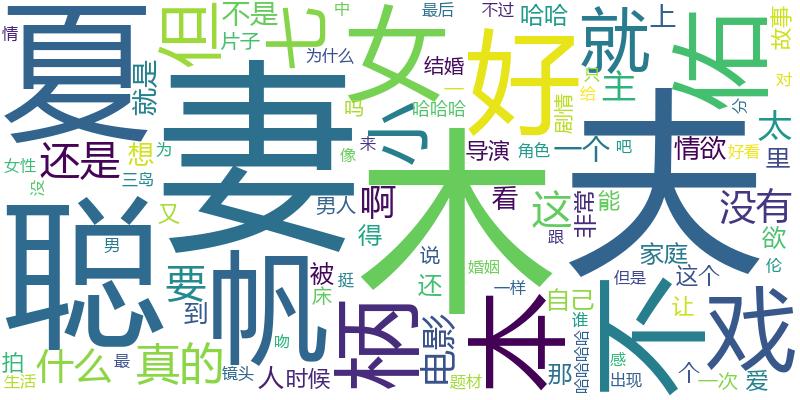 情
夏
但
七
女
不是
片子
中
最后
不过
哈哈
上
佑
故事
对
为什么
结婚
一
就
好
只
给
主
分
就是
妻
吗
哈哈哈
小
剧情
太
还是
想
像
来
导演
角色
一个
吧
情欲
好看
里
女性
为
没
三岛
又
男人
啊
看
这
非常
能
没有
聪
木
夫
男
得
说
跟
家庭
欲
帆
要
被
床
挺
还
婚姻
一样
但是
这个
伦
到
柄
本
自己
谁
不
让
戏
拍
什么
真的
吻
电影
哈哈哈哈
那
感
生活
最
镜头
人
时候
题材
出现
个
一次
爱